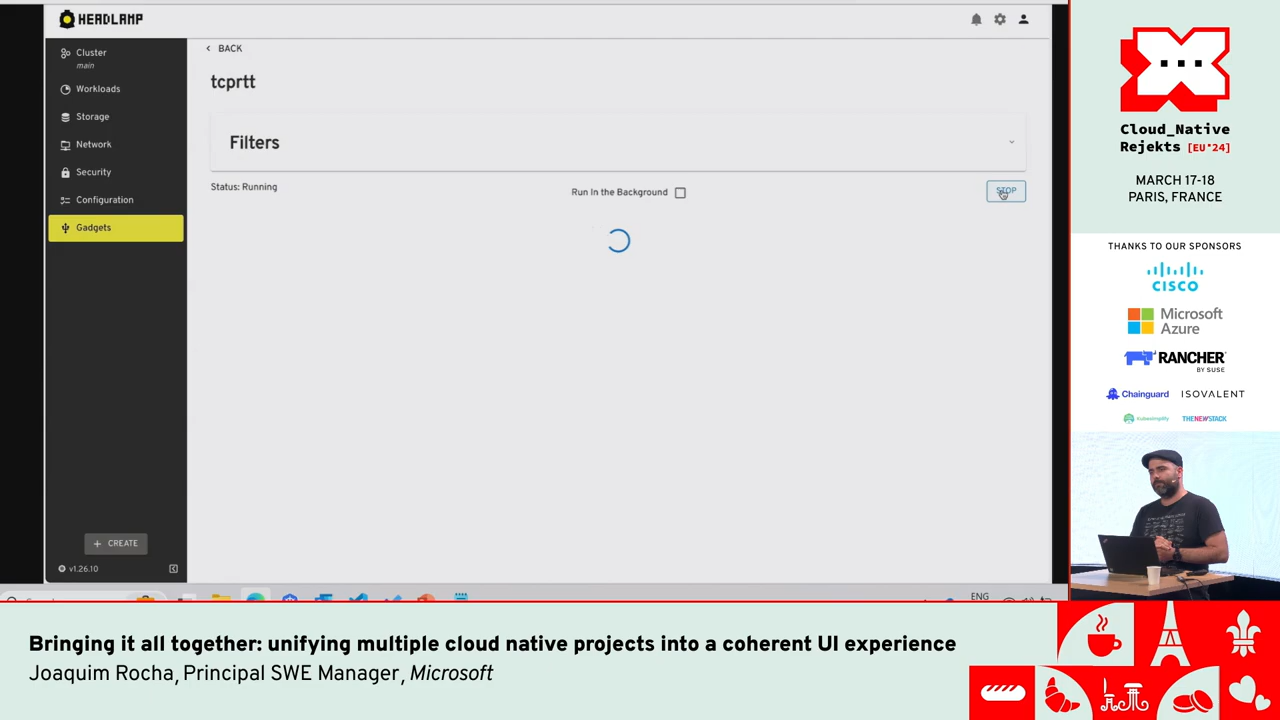 HEADLAMP
Cluster
main
Workloads
Storage
Network
Security
Configuration
Gadgets
+ CREATE
v1.26.10
< BACK
tcprtt
Filters
Status: Running
Run In the Background
STOP
ENG
Cloud_Native
Rejekts [EU'24]
MARCH 17-18
PARIS, FRANCE
THANKS TO OUR SPONSORS
CISCO
Microsoft
Azure
RANCHER
BY SUSE
Chainguard ISOVALENT
kubesimplify THENEWSTACK
Bringing it all together: unifying multiple cloud native projects into a coherent UI experience
Joaquim Rocha, Principal SWE Manager, Microsoft